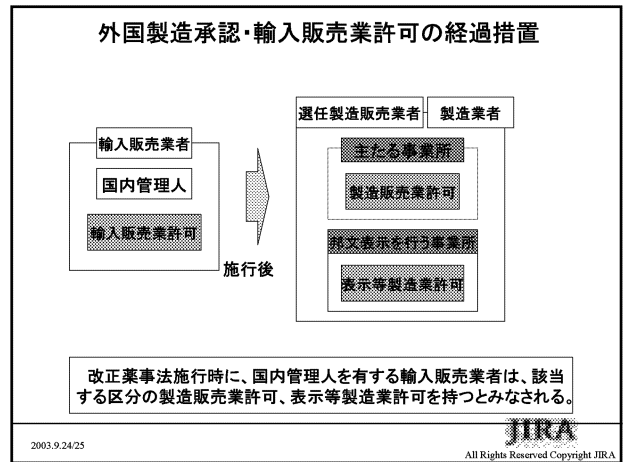 外国製造承認・輸入販売業許可の経過措置
輸入販売業者
国内管理人
輸入販売業許可
施行後
選任製造販売業者
製造業者
主たる事業所
製造販売業許可
邦文表示を行う事業所
表示等製造業許可
改正薬事法施行時に、国内管理人を有する輸入販売業者は、該当
する区分の製造販売業許可、表示等製造業許可を持つとみなされる。
2003.9.24/25
JIRA
All Rights Reserved Copyright JIRA